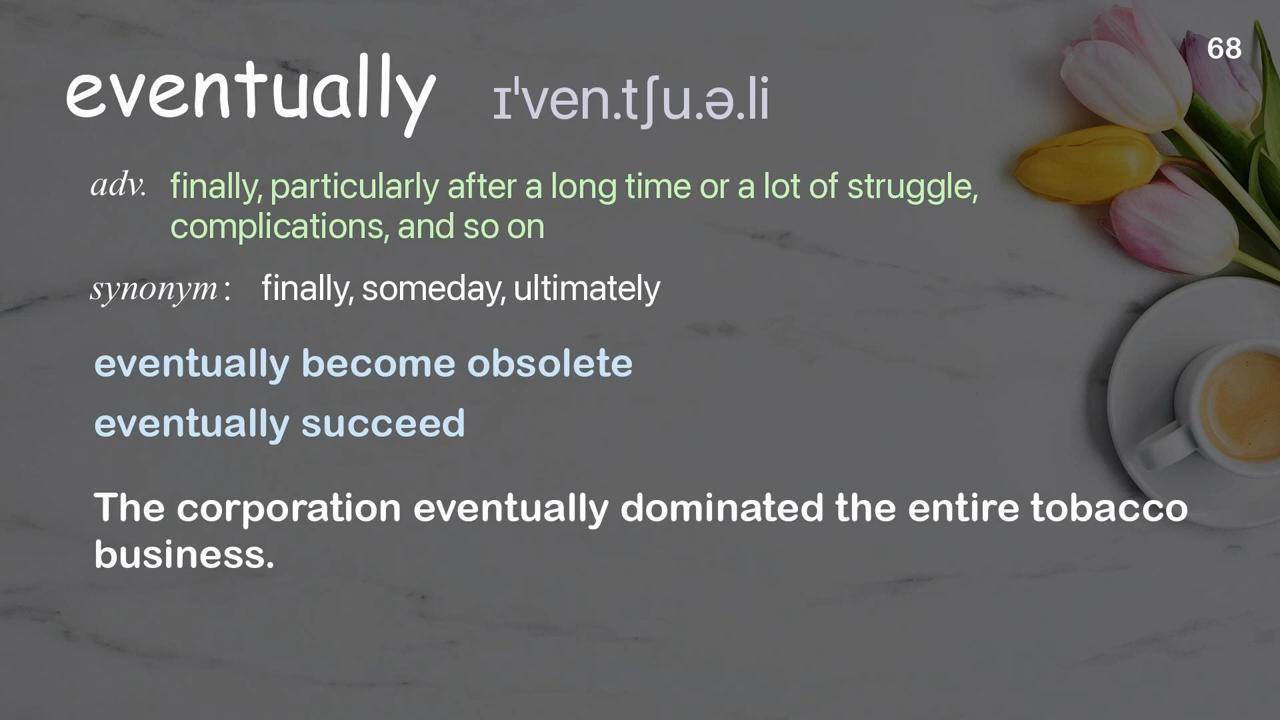 68
eventually ɪˈven.tʃu.ə.li
adv. finally, particularly after a long time or a lot of struggle,
complications, and so on
synonym: finally, someday, ultimately
eventually become obsolete
eventually succeed
The corporation eventually dominated the entire tobacco
business.